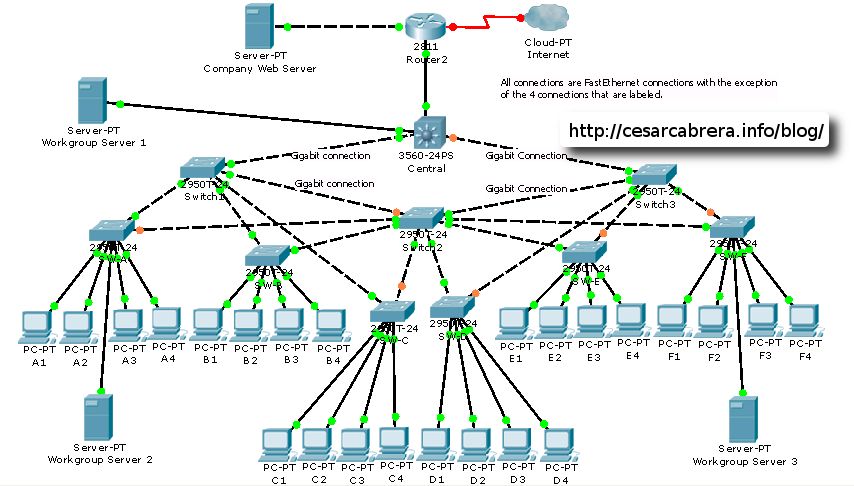 Server-PT
Company Web Server
2811
Router2
Cloud-PT
Internet
All connections are FastEthernet connections with the exception
of the 4 connections that are labeled.
http://cesarcabrera.info/blog/
Server-PT
Workgroup Server 1
3560-24PS
Central
Gigabit connection
Gigabit Connection
Gigabit connection
Gigabit Connection
2950T-24
Switch1
2950T-24
Switch3
2950T-24
Switch2
2950T-24
SW-A
2950T-24
SW-B
2950T-24
SW-C
2950T-24
2950T-24
SW-E
2950T-24
PC-PT
A1
PC-PT
A2
PC-PT
A3
PC-PT
A4
PC-PT
B1
PC-PT
B2
PC-PT
B3
PC-PT
B4
PC-PT
E1
PC-PT
E2
PC-PT
E3
PC-PT
E4
PC-PT
F1
PC-PT
F2
PC-PT
F3
PC-PT
F4
Server-PT
Workgroup Server 2
PC-PT
C1
PC-PT
C2
PC-PT
C3
PC-PT
C4
PC-PT
D1
PC-PT
D2
PC-PT
D3
PC-PT
D4
Server-PT
Workgroup Server 3